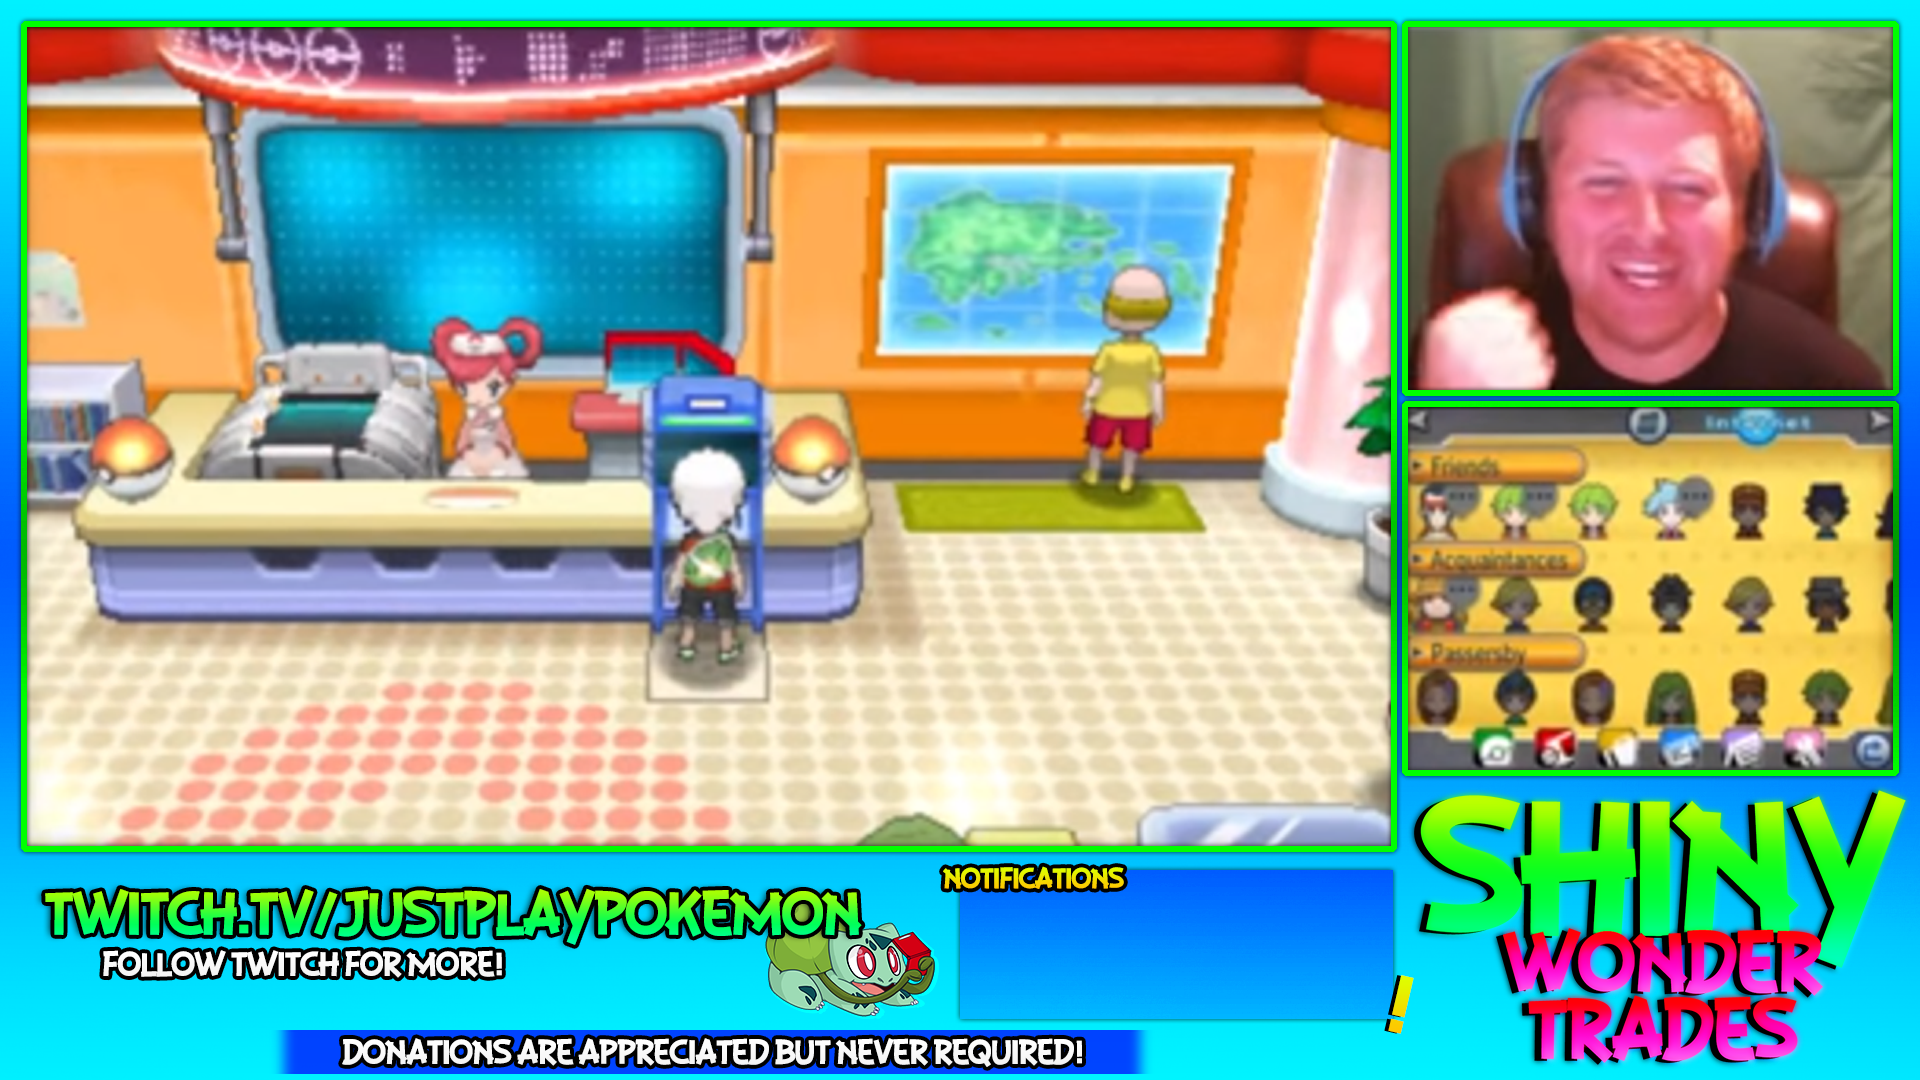 Internet
Friends
Acquaintances
Passersby
TWITCH.TV/JUSTPLAYPOKEMON
FOLLOW TWITCH FOR MORE!
NOTIFICATIONS
!
SHINY
WONDER
TRADES
DONATIONS ARE APPRECIATED BUT NEVER REQUIRED!